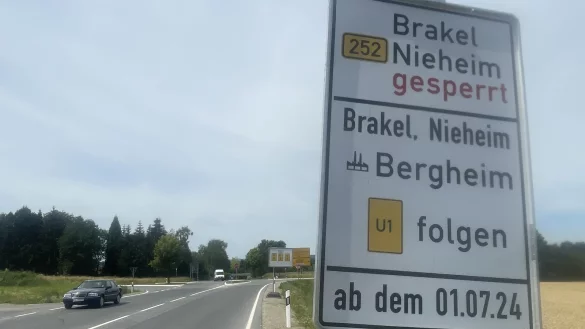 Brakel
252 Nieheim
gesperrt
Brakel, Nieheim
Bergheim
U1 folgen
ab dem 01.07.24